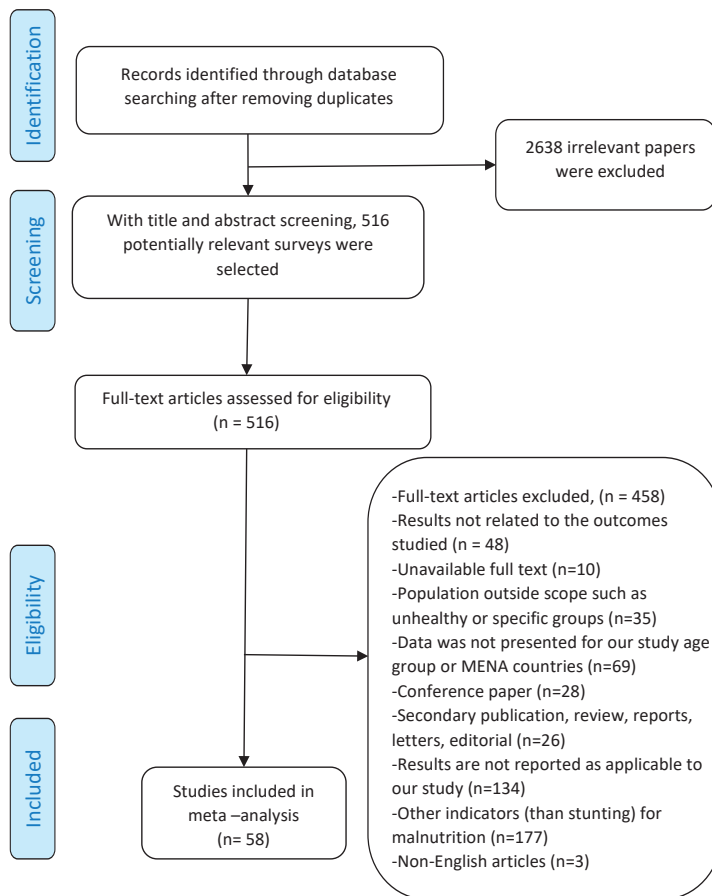 Identification
Records identified through database
searching after removing duplicates
2638 irrelevant papers
were excluded
Screening
With title and abstract screening, 516
potentially relevant surveys were
selected
Full-text articles assessed for eligibility
(n = 516)
Eligibility
-Full-text articles excluded, (n = 458)
-Results not related to the outcomes
studied (n = 48)
-Unavailable full text (n=10)
-Population outside scope such as
unhealthy or specific groups (n=35)
-Data was not presented for our study age
group or MENA countries (n=69)
-Conference paper (n=28)
-Secondary publication, review, reports,
letters, editorial (n=26)
-Results are not reported as applicable to
our study (n=134)
-Other indicators (than stunting) for
malnutrition (n=177)
-Non-English articles (n=3)
Included
Studies included in
meta –analysis
(n= 58)